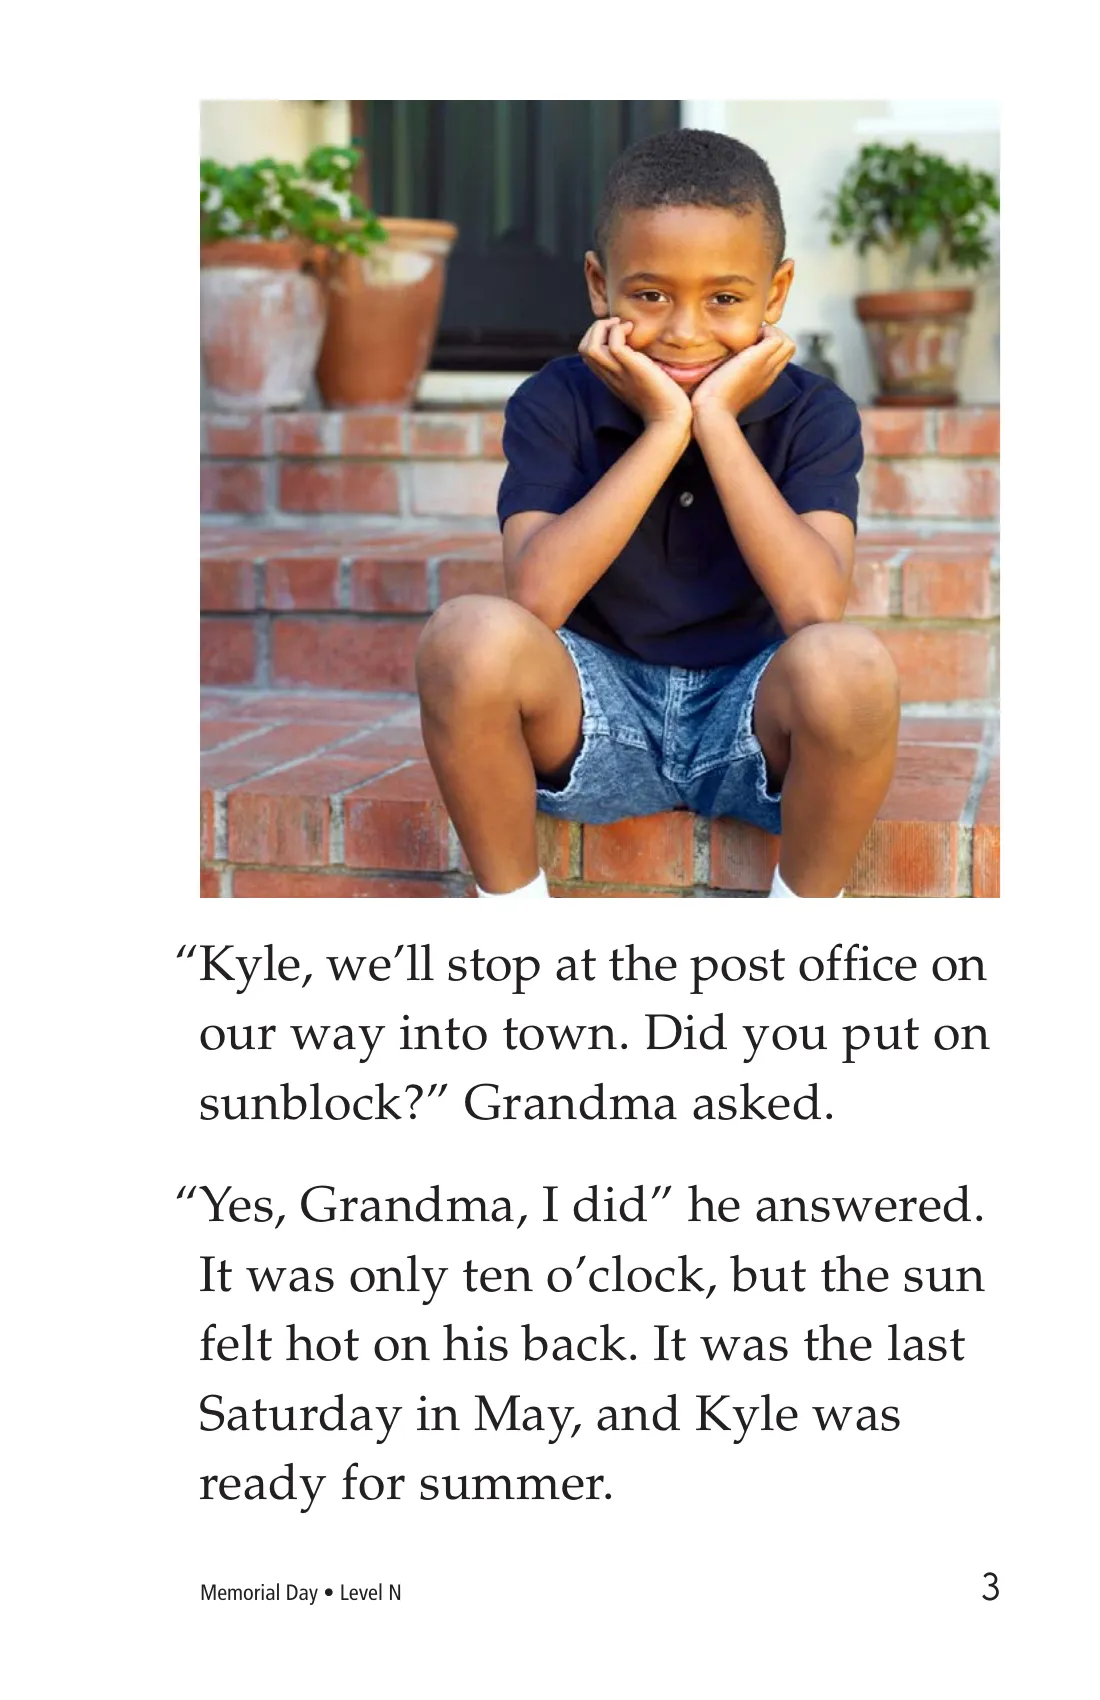 “Kyle, we’ll stop at the post office on
our way into town. Did you put on
sunblock?” Grandma asked.
“Yes, Grandma, I did” he answered.
It was only ten o’clock, but the sun
felt hot on his back. It was the last
Saturday in May, and Kyle was
ready for summer.
Memorial Day • Level N
3